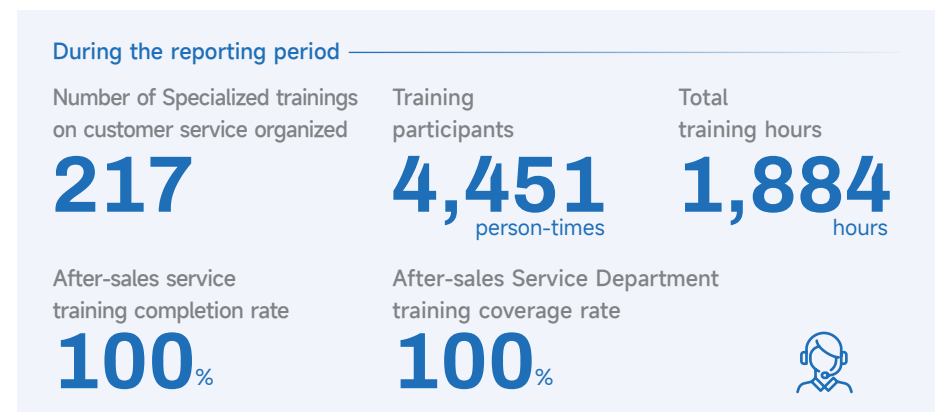 During the reporting period
Number of Specialized trainings
on customer service organized
217
Training
participants
4,451
person-times
Total
training hours
1,884
hours
After-sales service
training completion rate
100%
After-sales Service Department
training coverage rate
100%